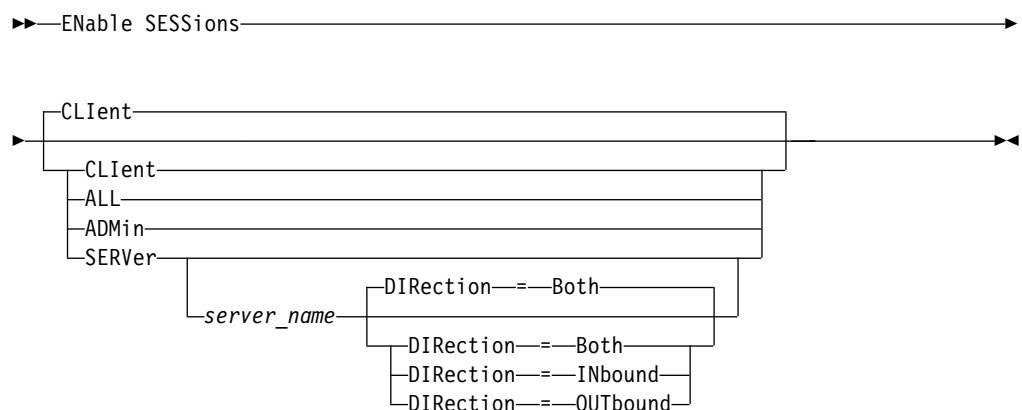 ENable SESSions
CLIent
CLIent
ALL
ADMin
SERVer
DIRection = Both
server_name
DIRection = Both
DIRection = INbound
DIRection = OUTbound